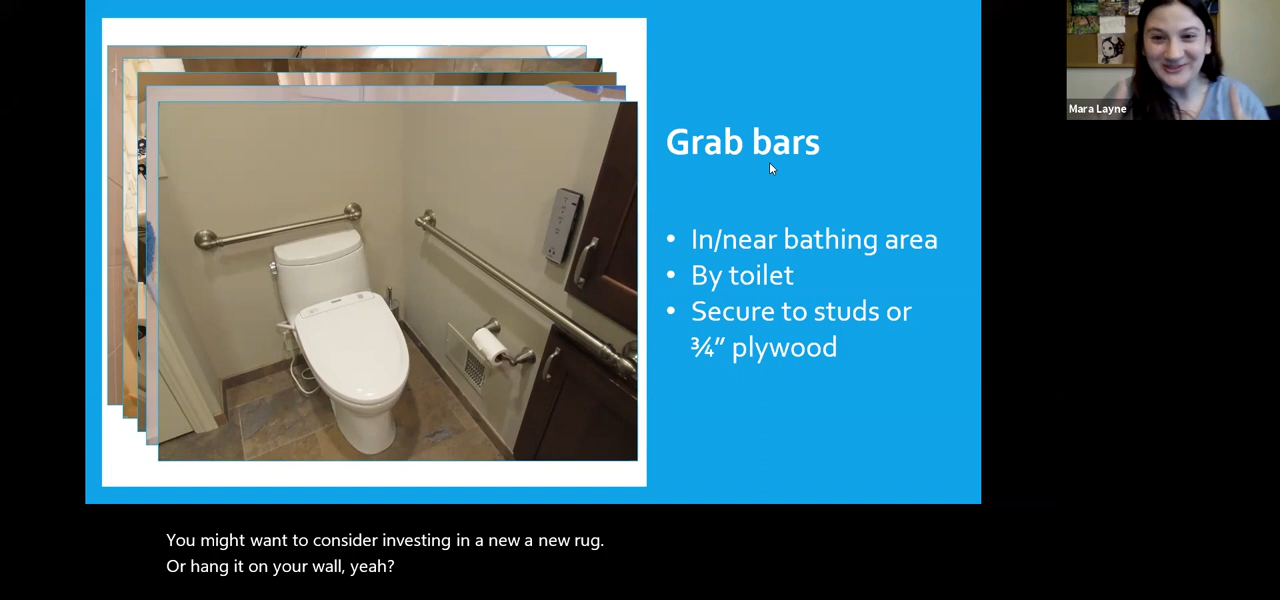 Mara Layne
Grab bars
• In/near bathing area
• By toilet
• Secure to studs or
¾” plywood
You might want to consider investing in a new a new rug.
Or hang it on your wall, yeah?